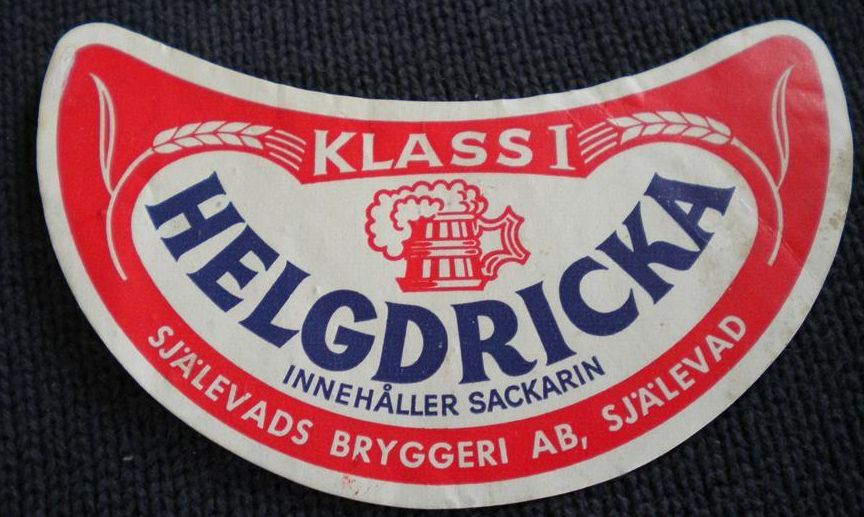 KLASS I
HELGDRICKA
INNEHÅLLER SACKARIN
SJÄLEVADS BRYGGERI AB, SJÄLEVAD